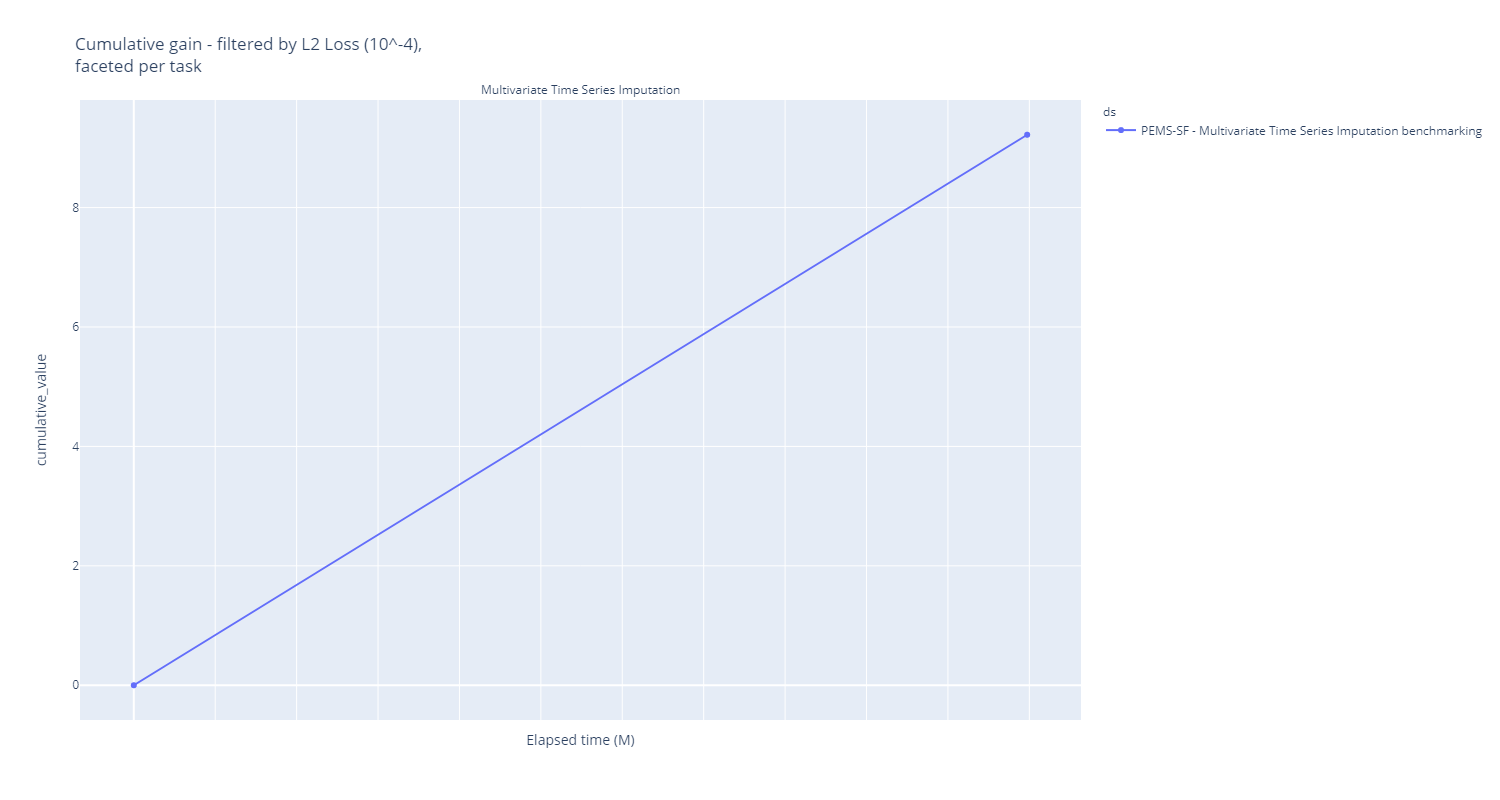 Cumulative gain - filtered by L2 Loss (10^-4),
faceted per task
Multivariate Time Series Imputation
ds
PEMS-SF - Multivariate Time Series Imputation benchmarking
8
6
4
2
0
cumulative_value
Elapsed time (M)